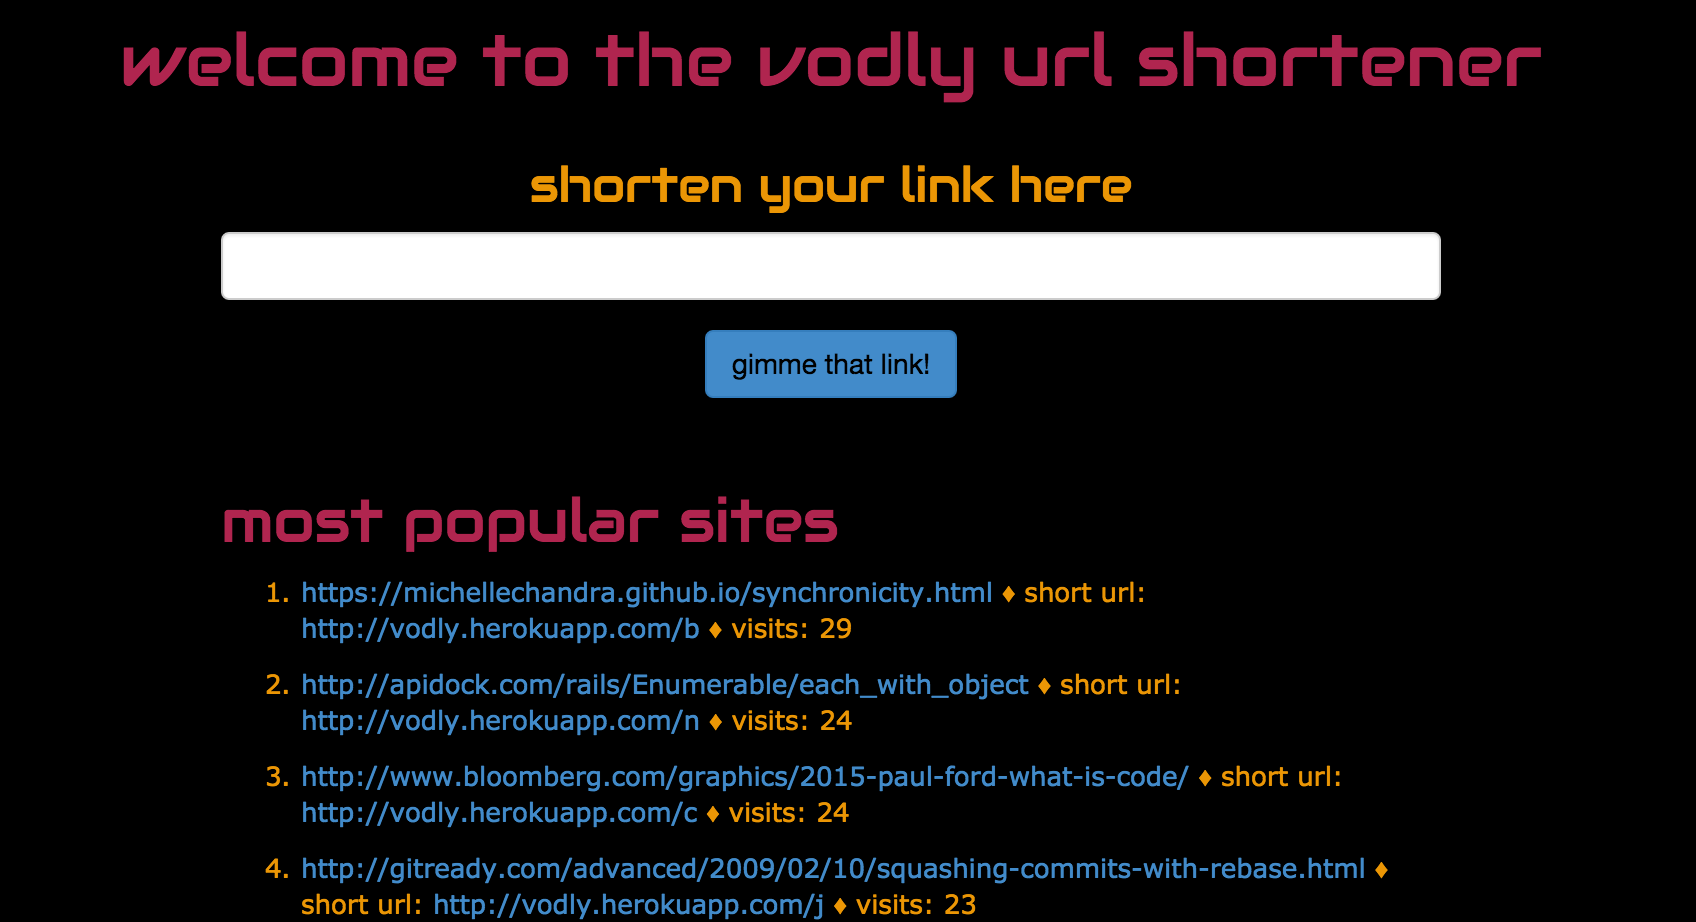 welcome to the vodly url shortener
shorten your link here
gimme that link!
most popular sites
1. https://michellechandra.github.io/synchronicity.html ♦ short url:
http://vodly.herokuapp.com/b ♦ visits: 29
2. http://apidock.com/rails/Enumerable/each_with_object ♦ short url:
http://vodly.herokuapp.com/n ♦ visits: 24
3. http://www.bloomberg.com/graphics/2015-paul-ford-what-is-code/ ♦ short url:
http://vodly.herokuapp.com/c ♦ visits: 24
4. http://gitready.com/advanced/2009/02/10/squashing-commits-with-rebase.html ♦
short url: http://vodly.herokuapp.com/j ♦ visits: 23